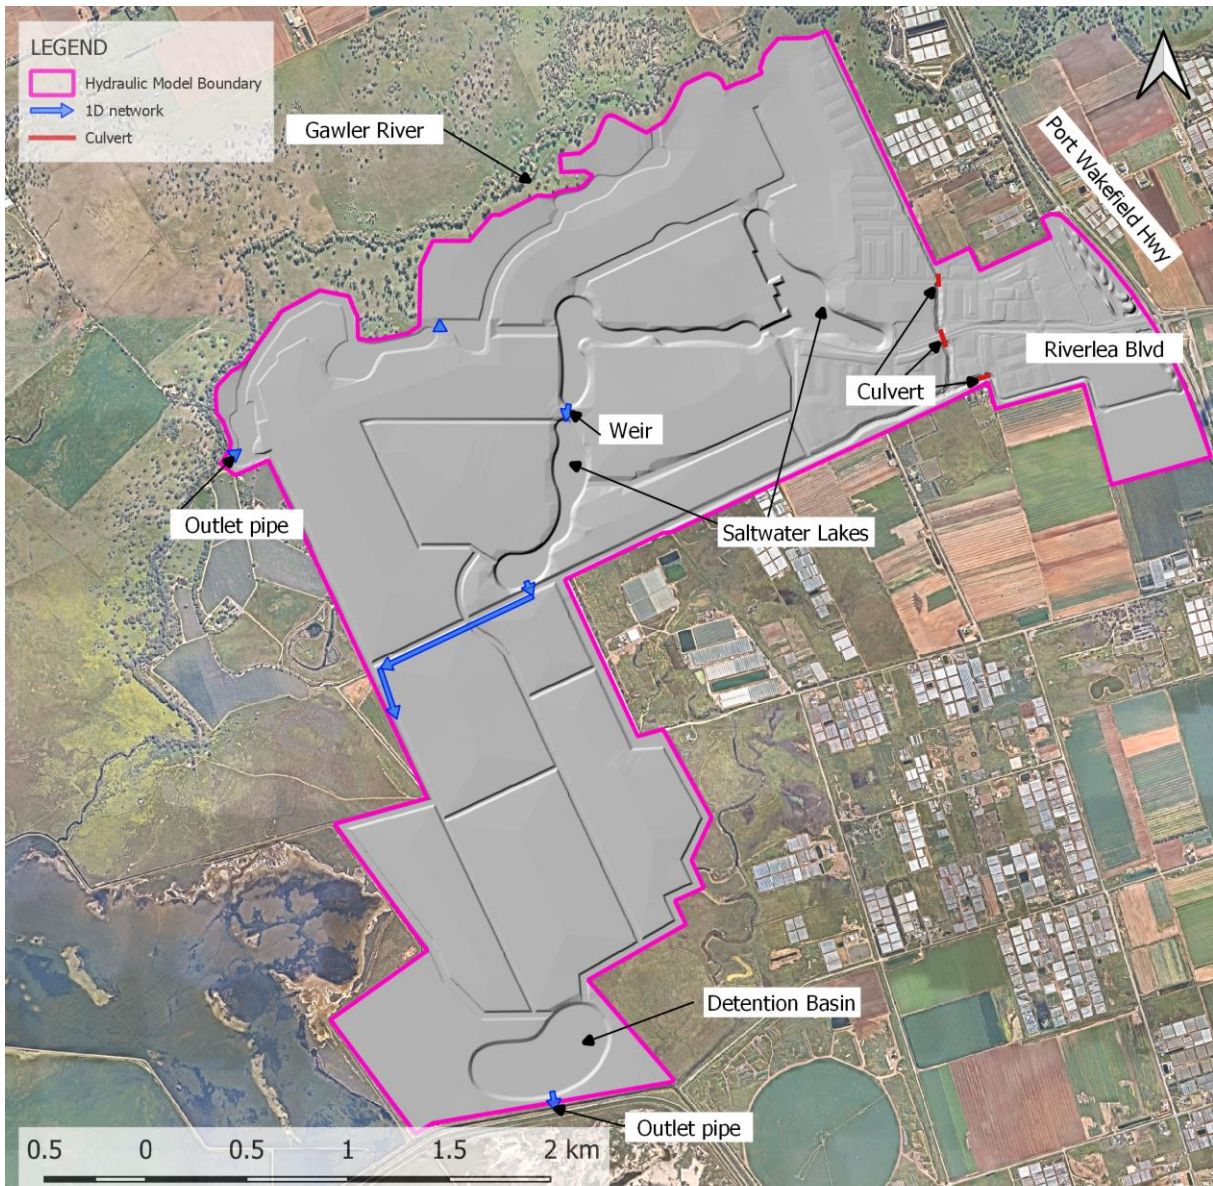 LEGEND
Hydraulic Model Boundary
1D network
Culvert
Gawler River
Port Wakefield Hwy
Riverlea Blvd
Culvert
Weir
Outlet pipe
Saltwater Lakes
Detention Basin
Outlet pipe
0.5 0 0.5 1 1.5 2 km